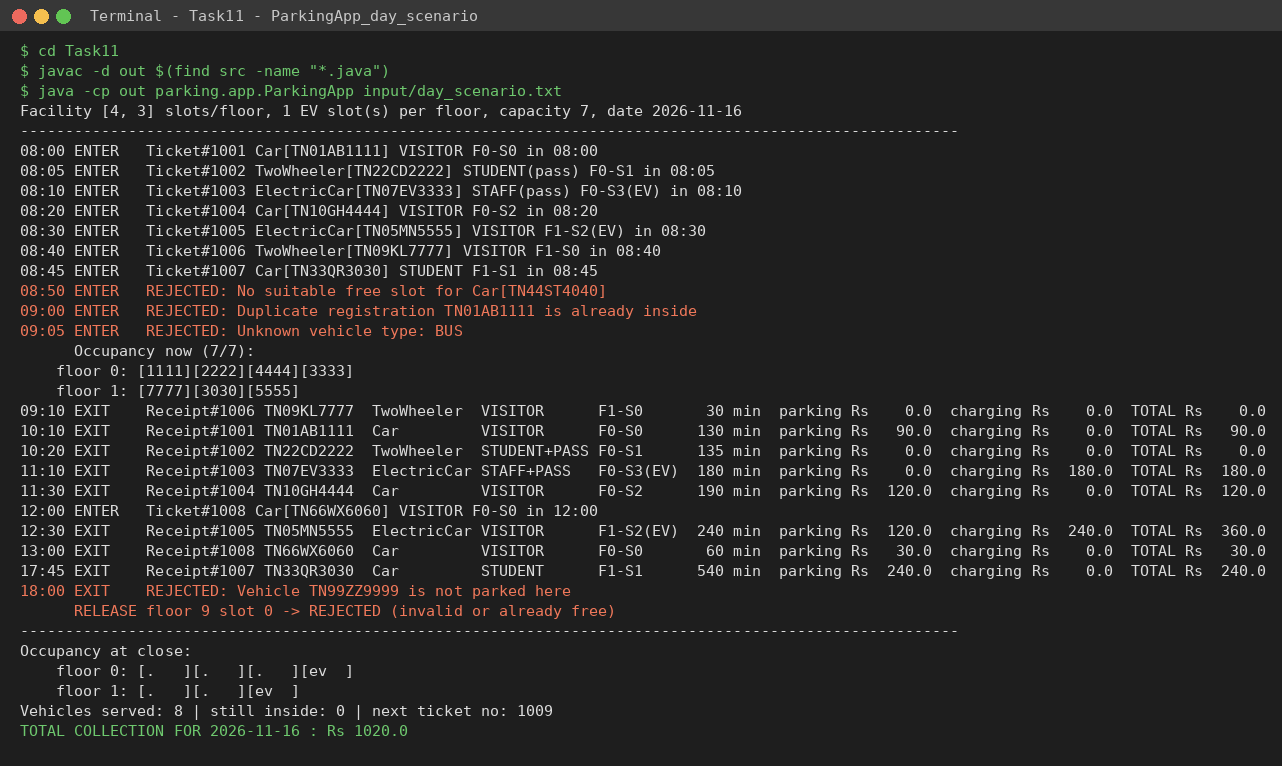 Terminal - Task11 - ParkingApp_day_scenario
$ cd Task11
$ javac -d out $(find src -name "*.java")
$ java -cp out parking.app.ParkingApp input/day_scenario.txt
Facility [4, 3] slots/floor, 1 EV slot(s) per floor, capacity 7, date 2026-11-16
--------------------------------------------------------------------------------------------------------
08:00 ENTER   Ticket#1001 Car[TN01AB1111] VISITOR F0-S0 in 08:00
08:05 ENTER   Ticket#1002 TwoWheeler[TN22CD2222] STUDENT(pass) F0-S1 in 08:05
08:10 ENTER   Ticket#1003 ElectricCar[TN07EV3333] STAFF(pass) F0-S3(EV) in 08:10
08:20 ENTER   Ticket#1004 Car[TN10GH4444] VISITOR F0-S2 in 08:20
08:30 ENTER   Ticket#1005 ElectricCar[TN05MN5555] VISITOR F1-S2(EV) in 08:30
08:40 ENTER   Ticket#1006 TwoWheeler[TN09KL7777] VISITOR F1-S0 in 08:40
08:45 ENTER   Ticket#1007 Car[TN33QR3030] STUDENT F1-S1 in 08:45
08:50 ENTER   REJECTED: No suitable free slot for Car[TN44ST4040]
09:00 ENTER   REJECTED: Duplicate registration TN01AB1111 is already inside
09:05 ENTER   REJECTED: Unknown vehicle type: BUS
      Occupancy now (7/7):
    floor 0: [1111][2222][4444][3333]
    floor 1: [7777][3030][5555]
09:10 EXIT    Receipt#1006 TN09KL7777  TwoWheeler  VISITOR      F1-S0       30 min  parking Rs    0.0  charging Rs    0.0  TOTAL Rs    0.0
10:10 EXIT    Receipt#1001 TN01AB1111  Car         VISITOR      F0-S0      130 min  parking Rs   90.0  charging Rs    0.0  TOTAL Rs   90.0
10:20 EXIT    Receipt#1002 TN22CD2222  TwoWheeler  STUDENT+PASS F0-S1      135 min  parking Rs    0.0  charging Rs    0.0  TOTAL Rs    0.0
11:10 EXIT    Receipt#1003 TN07EV3333  ElectricCar STAFF+PASS   F0-S3(EV)  180 min  parking Rs    0.0  charging Rs  180.0  TOTAL Rs  180.0
11:30 EXIT    Receipt#1004 TN10GH4444  Car         VISITOR      F0-S2      190 min  parking Rs  120.0  charging Rs    0.0  TOTAL Rs  120.0
12:00 ENTER   Ticket#1008 Car[TN66WX6060] VISITOR F0-S0 in 12:00
12:30 EXIT    Receipt#1005 TN05MN5555  ElectricCar VISITOR      F1-S2(EV)  240 min  parking Rs  120.0  charging Rs  240.0  TOTAL Rs  360.0
13:00 EXIT    Receipt#1008 TN66WX6060  Car         VISITOR      F0-S0       60 min  parking Rs   30.0  charging Rs    0.0  TOTAL Rs   30.0
17:45 EXIT    Receipt#1007 TN33QR3030  Car         STUDENT      F1-S1      540 min  parking Rs  240.0  charging Rs    0.0  TOTAL Rs  240.0
18:00 EXIT    REJECTED: Vehicle TN99ZZ9999 is not parked here
      RELEASE floor 9 slot 0 -> REJECTED (invalid or already free)
--------------------------------------------------------------------------------------------------------
Occupancy at close:
    floor 0: [.   ][.   ][.   ][ev  ]
    floor 1: [.   ][.   ][ev  ]
Vehicles served: 8 | still inside: 0 | next ticket no: 1009
TOTAL COLLECTION FOR 2026-11-16 : Rs 1020.0